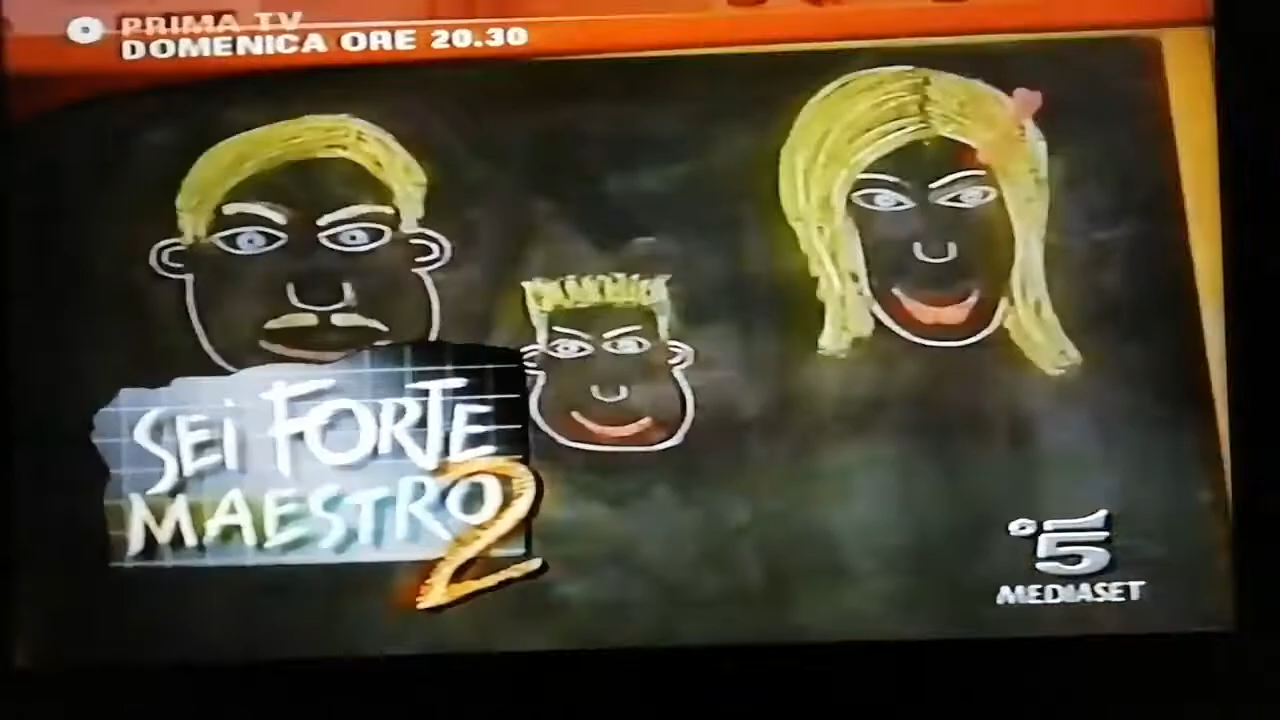 PRIMA TV
DOMENICA ORE 20.30
SEi FORTE
MAESTRO 2
5
MEDIASET